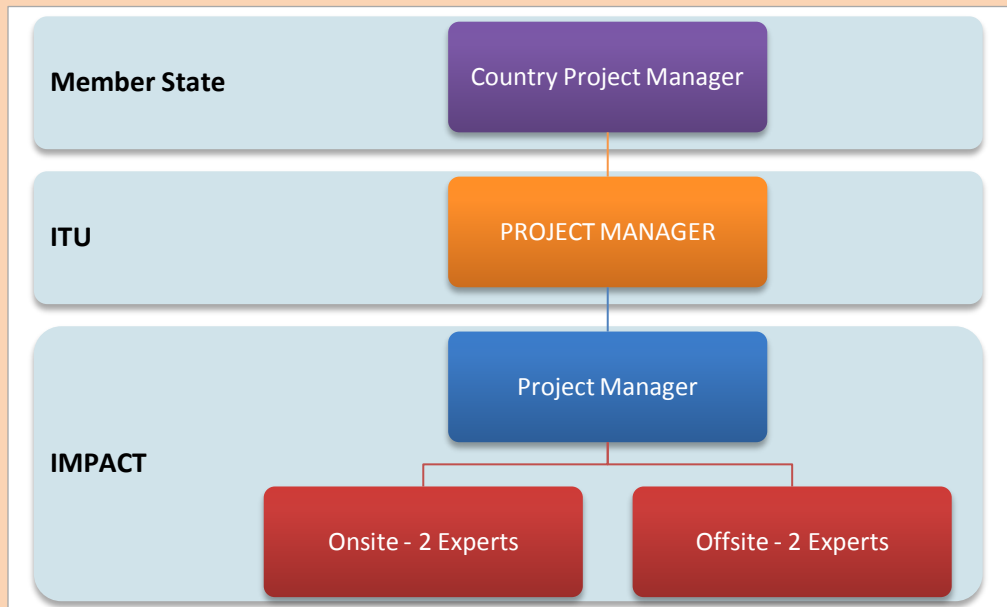 Member State
Country Project Manager
ITU
PROJECT MANAGER
Project Manager
IMPACT
Onsite - 2 Experts
Offsite - 2 Experts